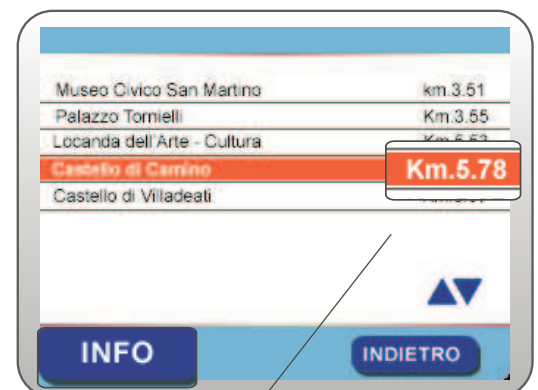 Museo Civico San Martino km.3.51
Palazzo Tornielli Km.3.55
Locanda dell'Arte - Cultura
Castello di Camino Km.5.78
Castello di Villadeati
INFO
INDIETRO